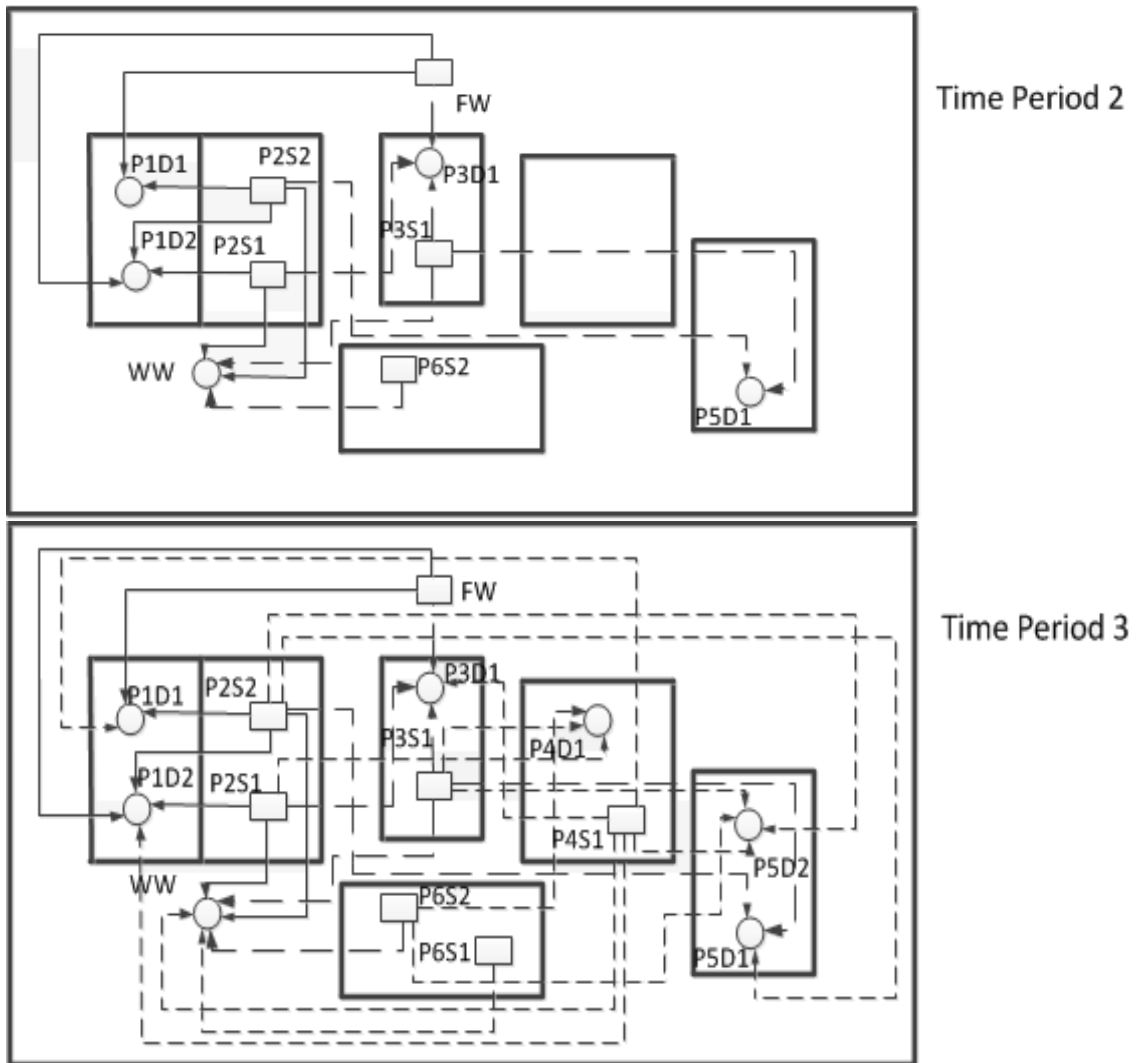 Time Period 2
FW
P1D1
P2S2
P3D1
P3S1
P1D2
P2S1
WW
P6S2
P5D1
Time Period 3
FW
P3D1
P1D1
P2S2
P3S1
P4D1
P1D2
P2S1
P4S1
P5D2
WW
P6S2
P6S1
P5D1